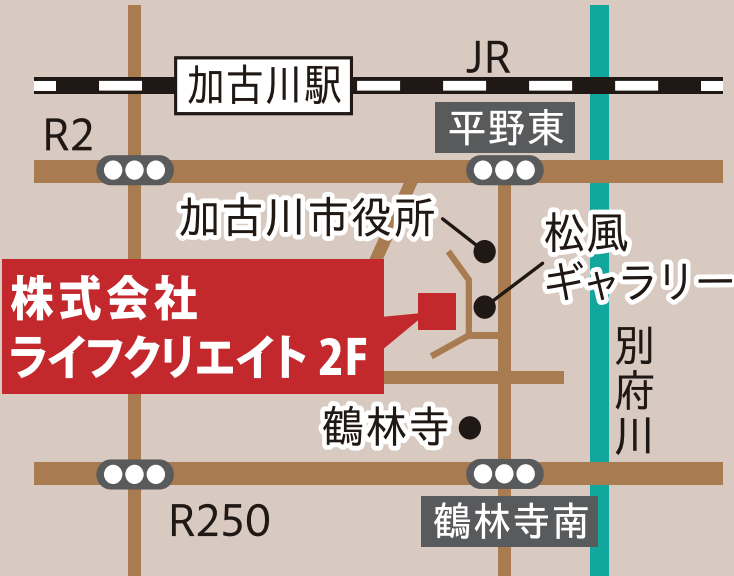 JR
加古川駅
R2
平野東
加古川市役所
松風
ギャラリー
株式会社
ライフクリエイト 2F
別府川
鶴林寺
R250
鶴林寺南